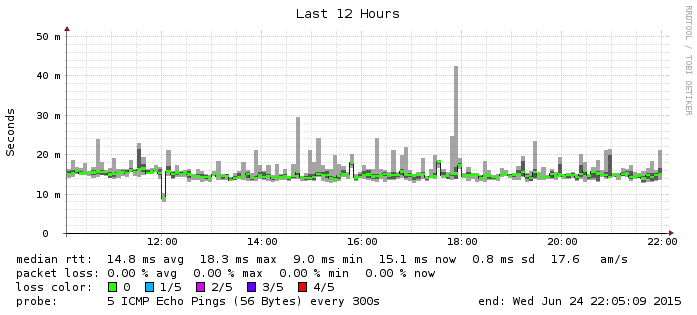 Last 12 Hours
RRDTOOL / TOBI OETIKER
Seconds
50 m
40 m
30 m
20 m
10 m
0
12:00 14:00 16:00 18:00 20:00 22:00
median rtt: 14.8 ms avg 18.3 ms max 9.0 ms min 15.1 ms now 0.8 ms sd 17.6 am/s
packet loss: 0.00 % avg 0.00 % max 0.00 % min 0.00 % now
loss color: 0 1/5 2/5 3/5 4/5
probe: 5 ICMP Echo Pings (56 Bytes) every 300s end: Wed Jun 24 22:05:09 2015